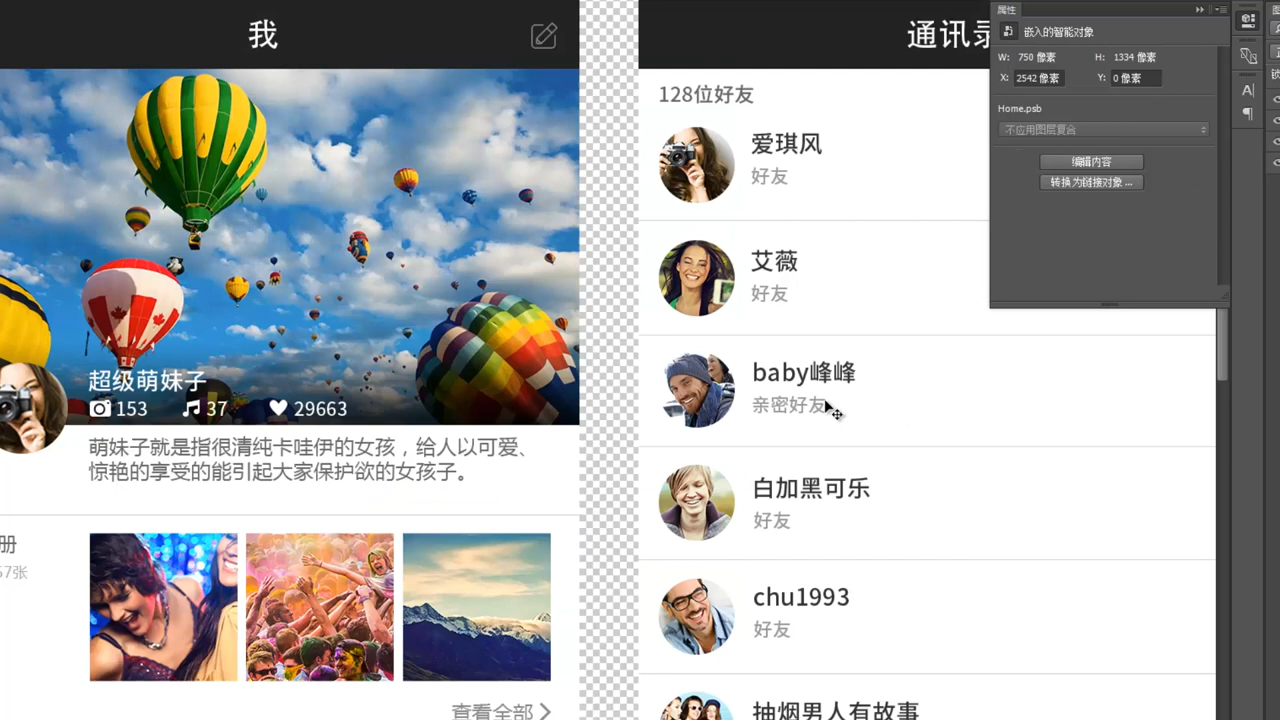 我
超级萌妹子
153 37 29663
萌妹子就是指很清纯卡哇伊的女孩，给人以可爱、
惊艳的享受的能引起大家保护欲的女孩子。
册
57张
查看全部
通讯录
128位好友
爱琪风
好友
艾薇
好友
baby峰峰
亲密好友
白加黑可乐
好友
chu1993
好友
抽烟男人有故事
属性
嵌入的智能对象
W: 750 像素 H: 1334 像素
X: 2542 像素 Y: 0 像素
Home.psb
不应用图层复合
编辑内容
转换为链接对象 ...